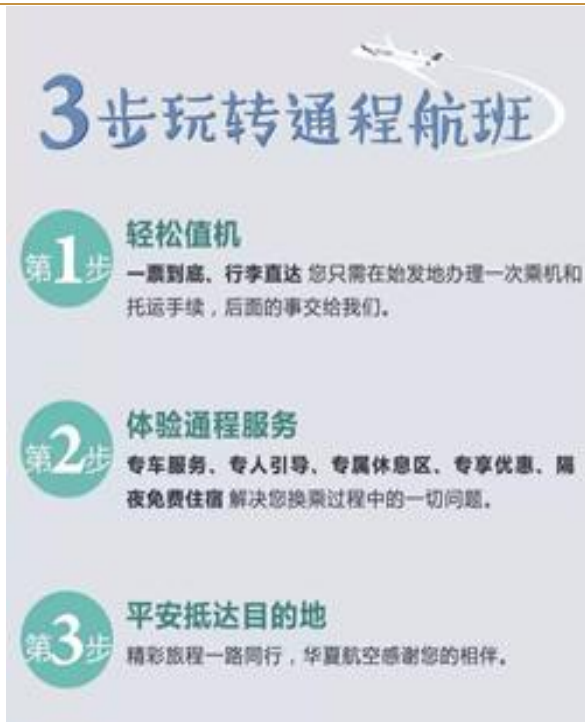 3步玩转通程航班
第1步
轻松值机
一票到底、行李直达 您只需在始发地办理一次乘机和
托运手续，后面的事交给我们。
第2步
体验通程服务
专车服务、专人引导、专属休息区、专享优惠、隔
夜免费住宿 解决您换乘过程中的一切问题。
第3步
平安抵达目的地
精彩旅程一路同行，华夏航空感谢您的相伴。